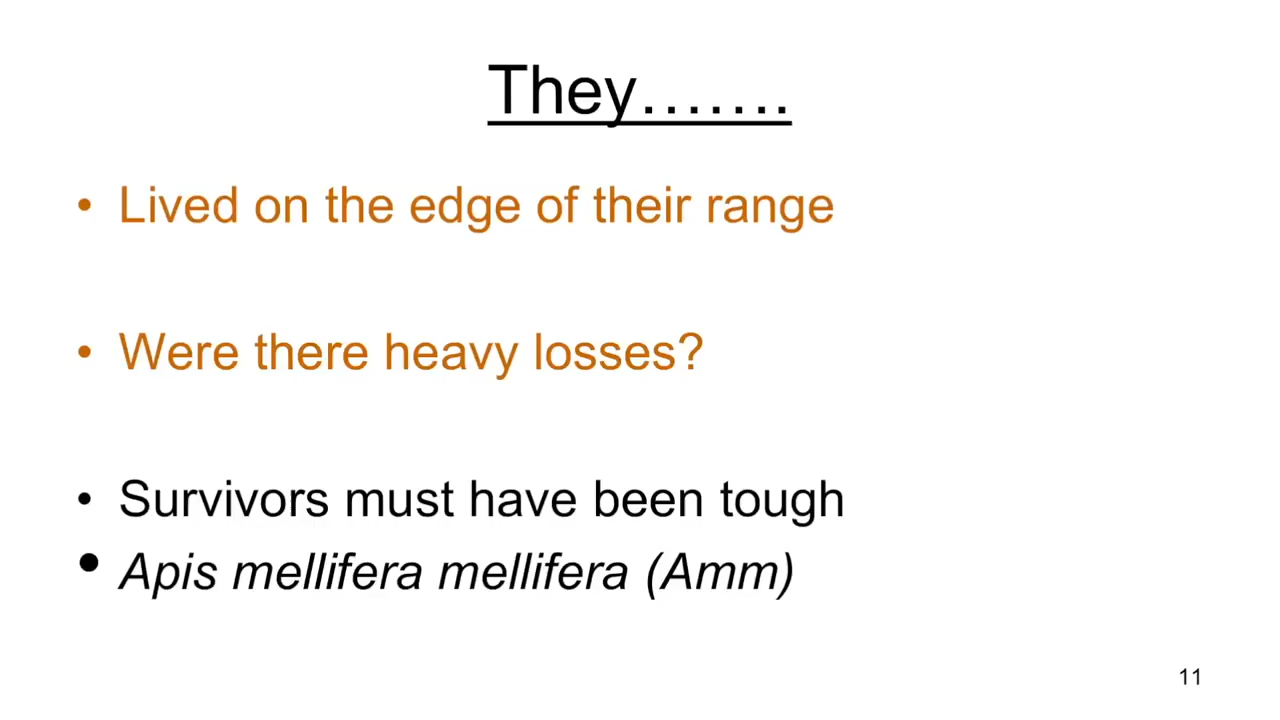 They…….
• Lived on the edge of their range
• Were there heavy losses?
• Survivors must have been tough
• Apis mellifera mellifera (Amm)
11